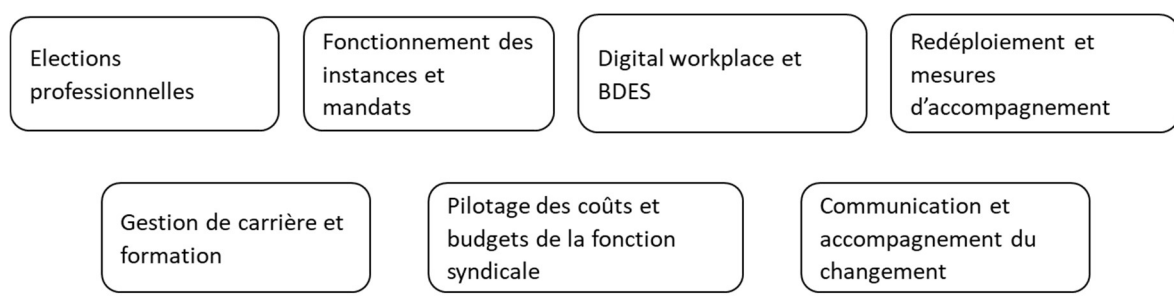 Elections
professionnelles
Fonctionnement des
instances et
mandats
Digital workplace et
BDES
Redéploiement et
mesures
d’accompagnement
Gestion de carrière et
formation
Pilotage des coûts et
budgets de la fonction
syndicale
Communication et
accompagnement du
changement